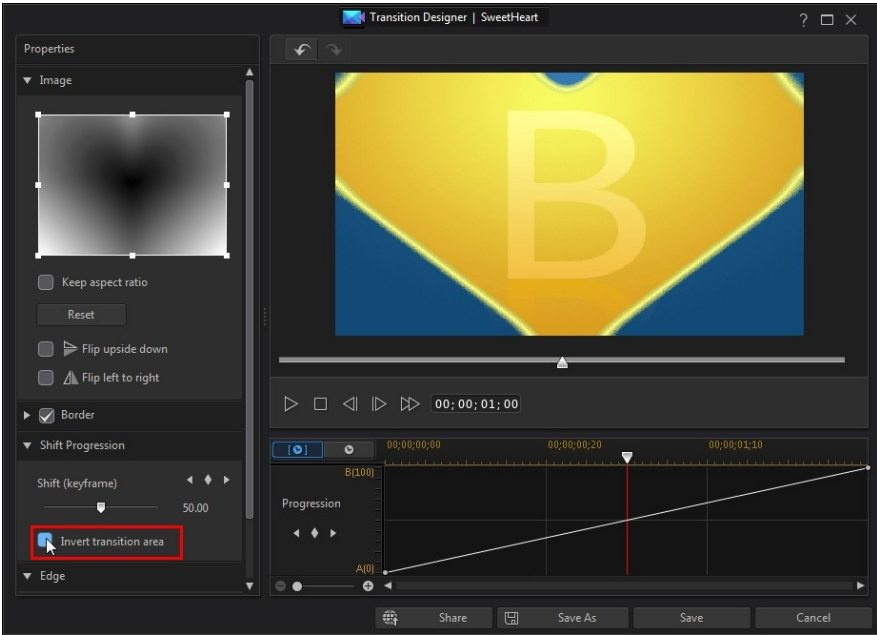 Transition Designer | SweetHeart
?
Properties
Image
Keep aspect ratio
Reset
Flip upside down
Flip left to right
Border
Shift Progression
Shift (keyframe)
50.00
Invert transition area
Edge
B
B
00;00;01;00
00;00;00;00
00;00;00;20
00;00;01;10
B(100)
Progression
A(0)
Share
Save As
Save
Cancel